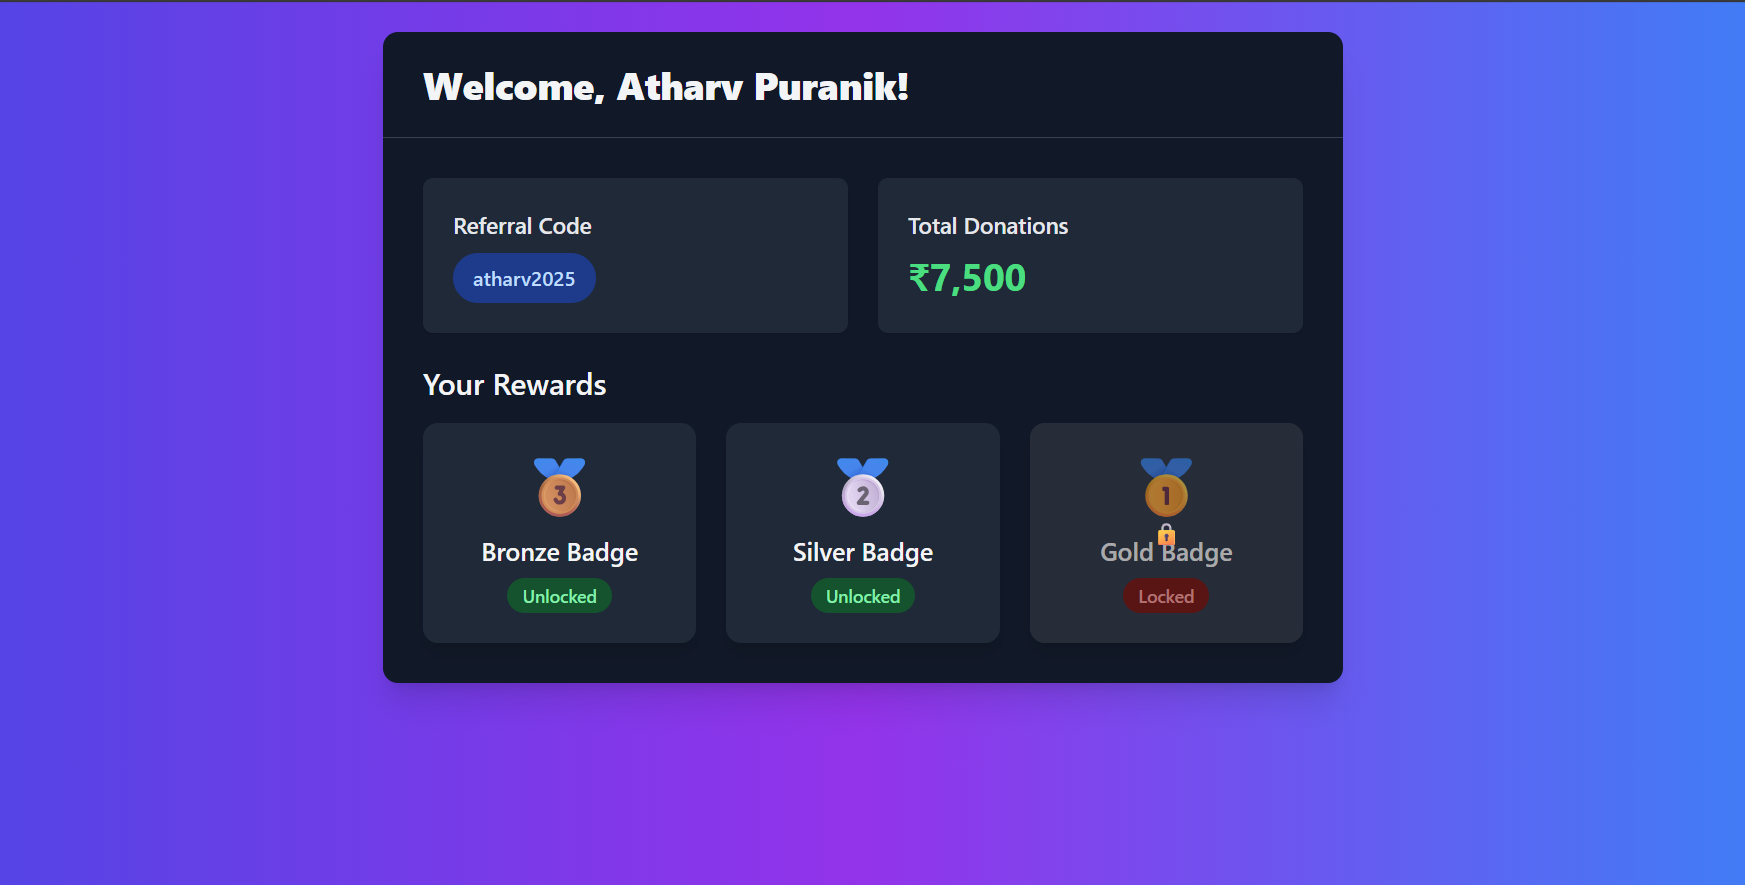 Welcome, Atharv Puranik!
Referral Code
atharv2025
Total Donations
₹7,500
Your Rewards
3
Bronze Badge
Unlocked
2
Silver Badge
Unlocked
1
Gold Badge
Locked